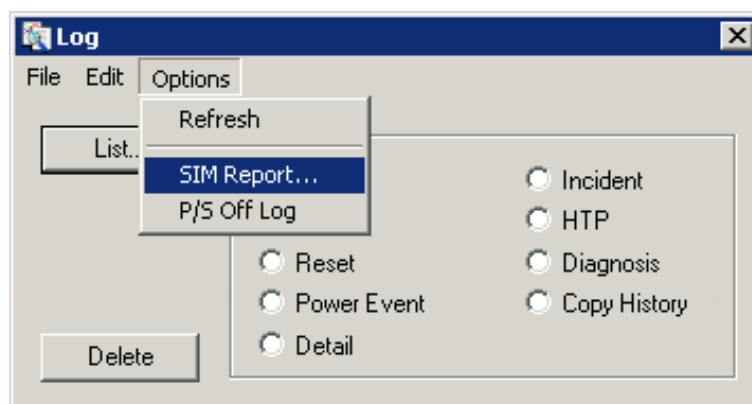 Log
File Edit Options
Refresh
List..
SIM Report...
Incident
P/S Off Log
HTP
Reset
Diagnosis
Power Event
Copy History
Detail
Delete